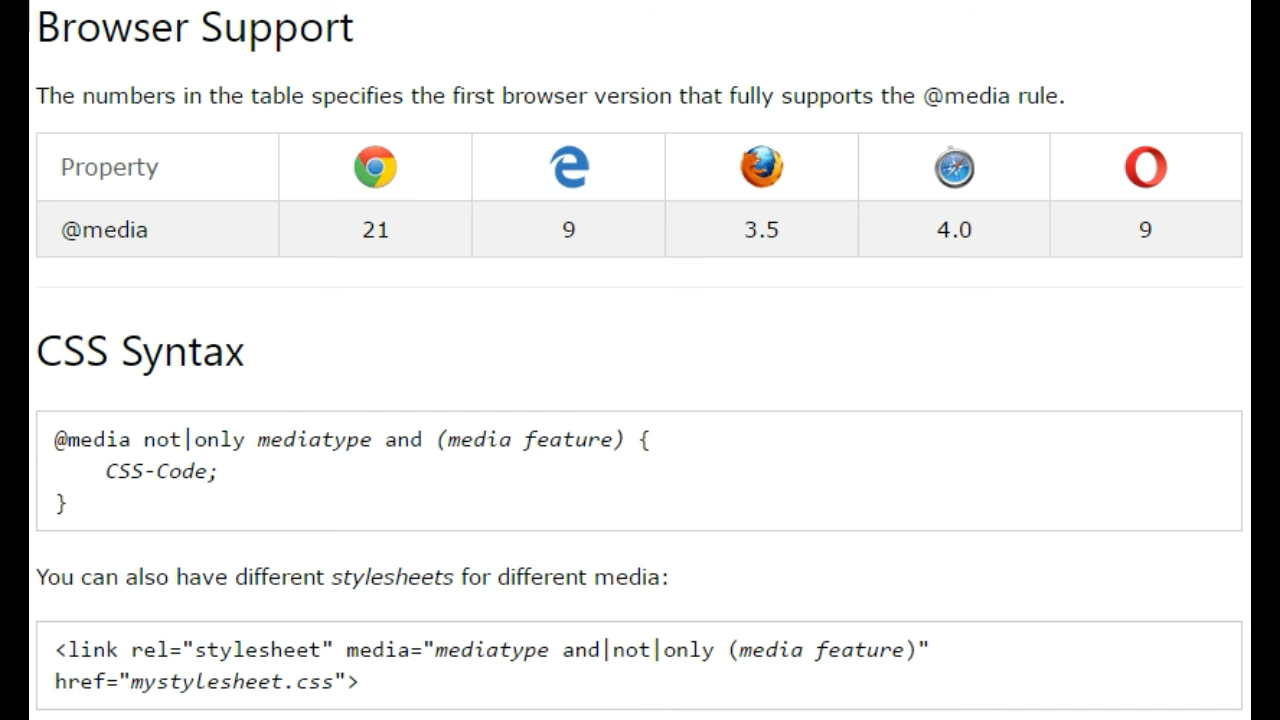 Browser Support
The numbers in the table specifies the first browser version that fully supports the @media rule.
Property
@media 21 9 3.5 4.0 9
CSS Syntax
@media not|only mediatype and (media feature) {
CSS-Code;
}
You can also have different stylesheets for different media:
<link rel="stylesheet" media="mediatype and|not|only (media feature)"
href="mystylesheet.css">